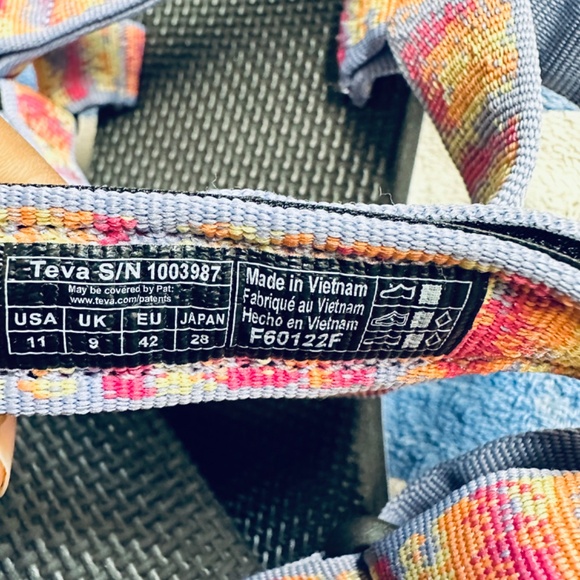 Teva S/N 1003987
May be covered by Pat:
www.teva.com/patents
USA UK EU JAPAN
11 9 42 28
Made in Vietnam
Fabriqué au Vietnam
Hecho en Vietnam
F60122F